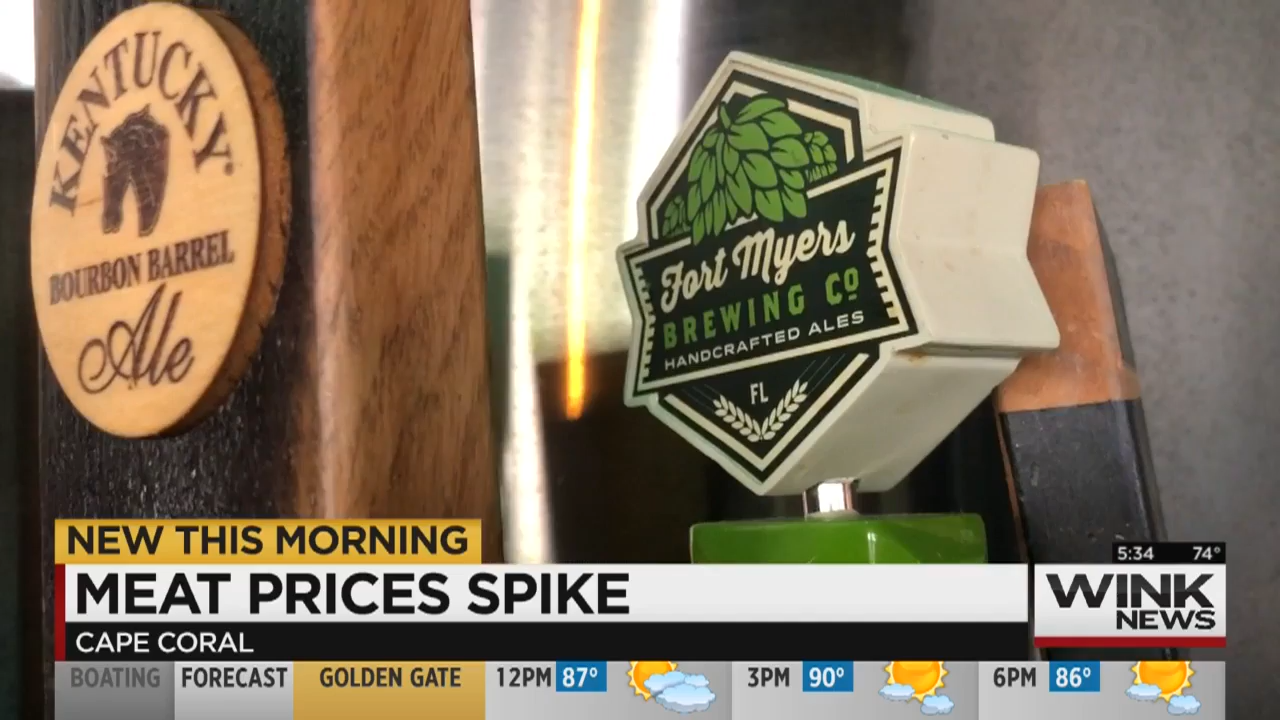 KENTUCKY
BOURBON BARREL
Ale
Fort Myers
BREWING CO
HANDCRAFTED ALES
FL
NEW THIS MORNING
MEAT PRICES SPIKE
CAPE CORAL
5:34 74°
WINK
NEWS
BOATING FORECAST GOLDEN GATE 12PM 87° 3PM 90° 6PM 86°